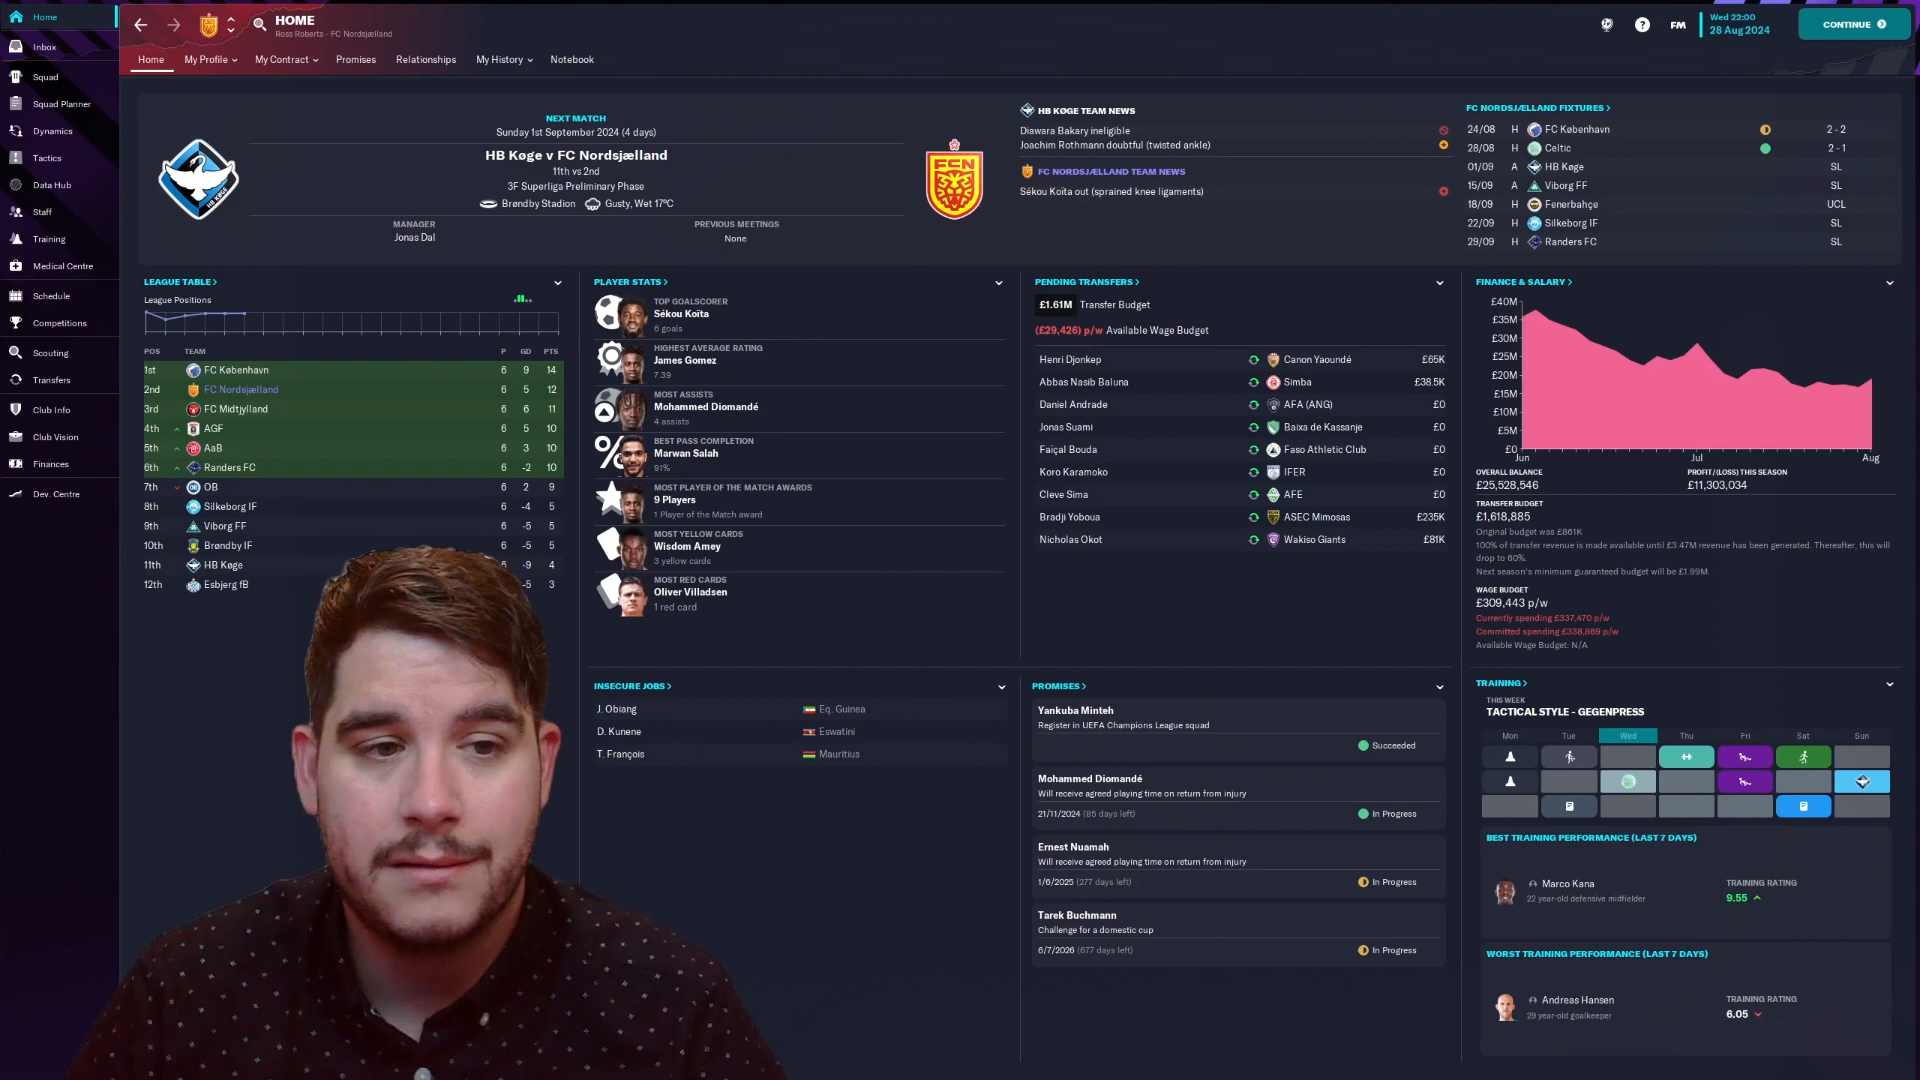 Home
Inbox
Squad
Squad Planner
Dynamics
Tactics
Data Hub
Staff
Training
Medical Centre
Schedule
Competitions
Scouting
Transfers
Club Info
Club Vision
Finances
Dev. Centre
HOME
Ross Roberts - FC Nordsjælland
FM
Wed 22:00
28 Aug 2024
CONTINUE
Home My Profile My Contract Promises Relationships My History Notebook
NEXT MATCH
Sunday 1st September 2024 (4 days)
HB Køge v FC Nordsjælland
11th vs 2nd
3F Superliga Preliminary Phase
Brøndby Stadion Gusty, Wet 17ºC
MANAGER
Jonas Dal
PREVIOUS MEETINGS
None
HB KØGE
FCN
HB KØGE TEAM NEWS
Diawara Bakary ineligible
Joachim Rothmann doubtful (twisted ankle)
FC NORDSJÆLLAND TEAM NEWS
Sékou Koïta out (sprained knee ligaments)
FC NORDSJÆLLAND FIXTURES >
24/08 H FC København 2 - 2
28/08 H Celtic 2 - 1
01/09 A HB Køge SL
15/09 A Viborg FF SL
18/09 H Fenerbahçe UCL
22/09 H Silkeborg IF SL
29/09 H Randers FC SL
LEAGUE TABLE >
League Positions
POS TEAM P GD PTS
1st FC København 6 9 14
2nd FC Nordsjælland 6 5 12
3rd FC Midtjylland 6 6 11
4th AGF 6 5 10
5th AaB 6 3 10
6th Randers FC 6 -2 10
7th OB 6 2 9
8th Silkeborg IF 6 -4 5
9th Viborg FF 6 -5 5
10th Brøndby IF 6 -5 5
11th HB Køge 6 -9 4
12th Esbjerg fB -5 3
PLAYER STATS >
TOP GOALSCORER
Sékou Koïta
6 goals
HIGHEST AVERAGE RATING
James Gomez
7.39
MOST ASSISTS
Mohammed Diomandé
4 assists
BEST PASS COMPLETION
Marwan Salah
91%
MOST PLAYER OF THE MATCH AWARDS
9 Players
1 Player of the Match award
MOST YELLOW CARDS
Wisdom Amey
3 yellow cards
MOST RED CARDS
Oliver Villadsen
1 red card
PENDING TRANSFERS >
£1.61M Transfer Budget
(£29,426) p/w Available Wage Budget
Henri Djonkep Canon Yaoundé £65K
Abbas Nasib Baluna Simba £38.5K
Daniel Andrade AFA (ANG) £0
Jonas Suami Baixa de Kassanje £0
Faiçal Bouda Faso Athletic Club £0
Koro Karamoko IFER £0
Cleve Sima AFE £0
Bradji Yoboua ASEC Mimosas £235K
Nicholas Okot Wakiso Giants £81K
FINANCE & SALARY >
£40M
£35M
£30M
£25M
£20M
£15M
£10M
£5M
£0
Jun Jul Aug
OVERALL BALANCE
£25,528,546
PROFIT/(LOSS) THIS SEASON
£11,303,034
TRANSFER BUDGET
£1,618,885
Original budget was £861K
100% of transfer revenue is made available until £3.47M revenue has been generated. Thereafter, this will
drop to 60%.
Next season's minimum guaranteed budget will be £1.99M.
WAGE BUDGET
£309,443 p/w
Currently spending £337,470 p/w
Committed spending £338,869 p/w
Available Wage Budget: N/A
INSECURE JOBS >
J. Obiang Eq. Guinea
D. Kunene Eswatini
T. François Mauritius
PROMISES >
Yankuba Minteh
Register in UEFA Champions League squad
Succeeded
Mohammed Diomandé
Will receive agreed playing time on return from injury
21/11/2024 (85 days left) In Progress
Ernest Nuamah
Will receive agreed playing time on return from injury
1/6/2025 (277 days left) In Progress
Tarek Buchmann
Challenge for a domestic cup
6/7/2026 (677 days left) In Progress
TRAINING >
THIS WEEK
TACTICAL STYLE - GEGENPRESS
Mon Tue Wed Thu Fri Sat Sun
BEST TRAINING PERFORMANCE (LAST 7 DAYS)
Marco Kana
22 year-old defensive midfielder
TRAINING RATING
9.55
WORST TRAINING PERFORMANCE (LAST 7 DAYS)
Andreas Hansen
29 year-old goalkeeper
TRAINING RATING
6.05